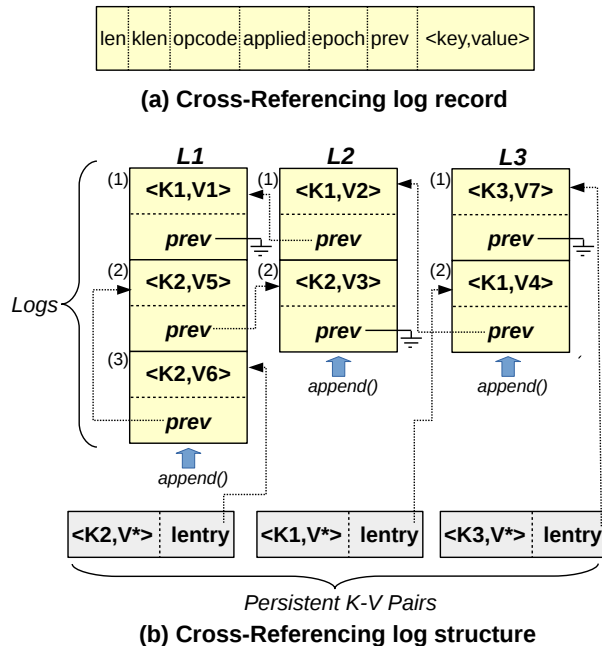 len klen opcode applied epoch prev <key,value>
(a) Cross-Referencing log record
L1 L2 L3
(1) <K1,V1> (1) <K1,V2> (1) <K3,V7>
prev prev prev
(2) <K2,V5> (2) <K2,V3> (2) <K1,V4>
Logs
prev prev prev
(3) <K2,V6>
append() append()
prev
append()
<K2,V*> lentry <K1,V*> lentry <K3,V*> lentry
Persistent K-V Pairs
(b) Cross-Referencing log structure